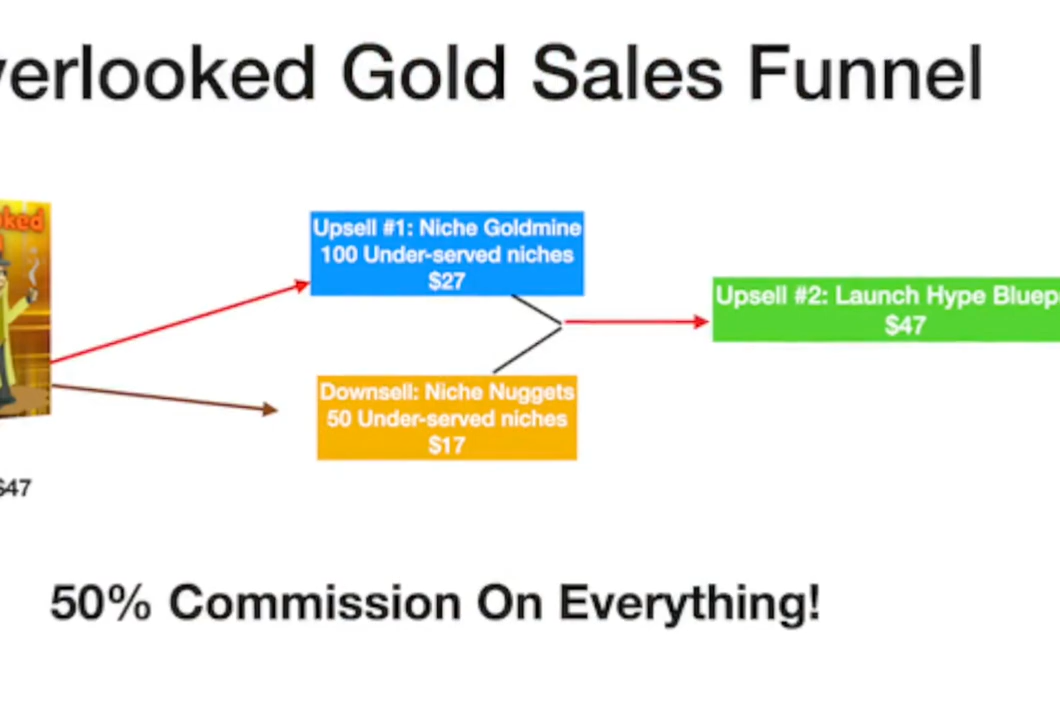 verlooked Gold Sales Funnel
ked
Upsell #1: Niche Goldmine
100 Under-served niches
$27
Upsell #2: Launch Hype Bluep
$47
Downsell: Niche Nuggets
50 Under-served niches
$17
$47
50% Commission On Everything!